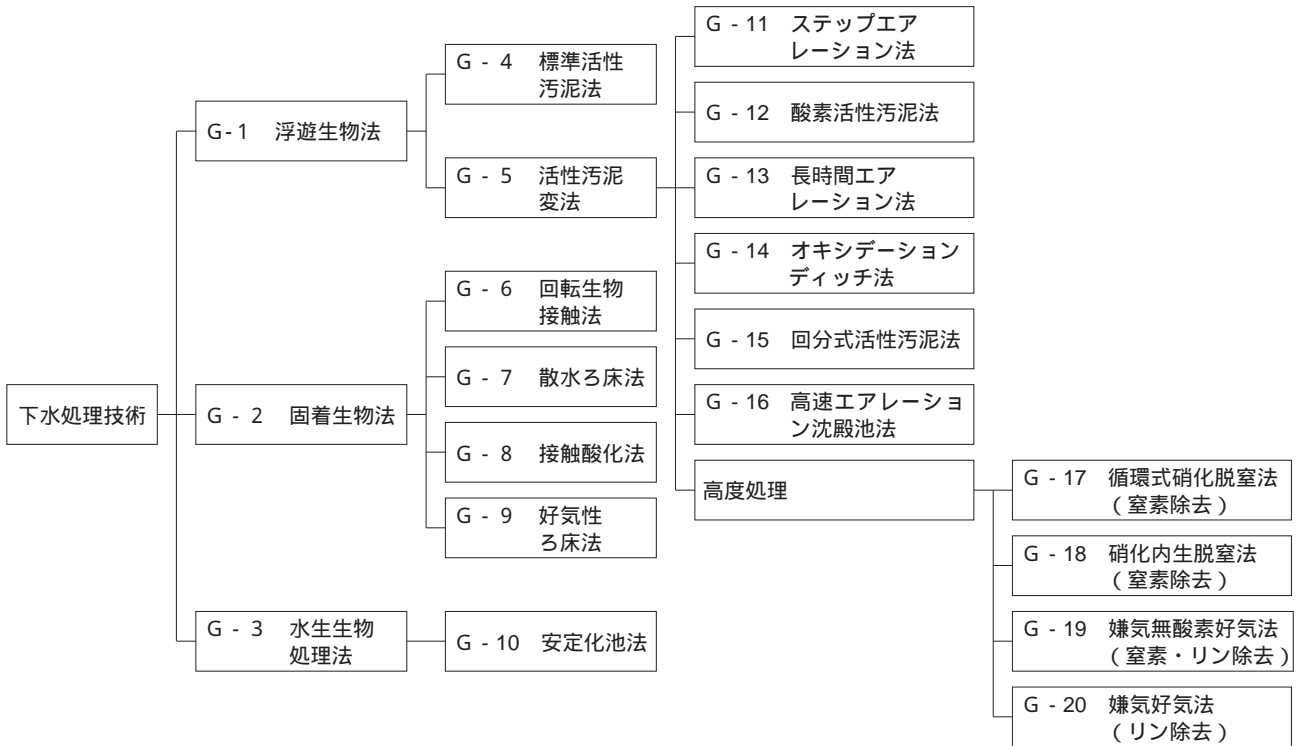 下水処理技術
G-1 浮遊生物法
G - 2 固着生物法
G - 3 水生生物
処理法
G - 4 標準活性
汚泥法
G - 5 活性汚泥
変法
G - 6 回転生物
接触法
G - 7 散水ろ床法
G - 8 接触酸化法
G - 9 好気性
ろ床法
G - 10 安定化池法
G - 11 ステップエア
レーション法
G - 12 酸素活性汚泥法
G - 13 長時間エア
レーション法
G - 14 オキシデーション
ディッチ法
G - 15 回分式活性汚泥法
G - 16 高速エアレーショ
ン沈殿池法
高度処理
G - 17 循環式硝化脱窒法
(窒素除去)
G - 18 硝化内生脱窒法
(窒素除去)
G - 19 嫌気無酸素好気法
(窒素・リン除去)
G - 20 嫌気好気法
(リン除去)